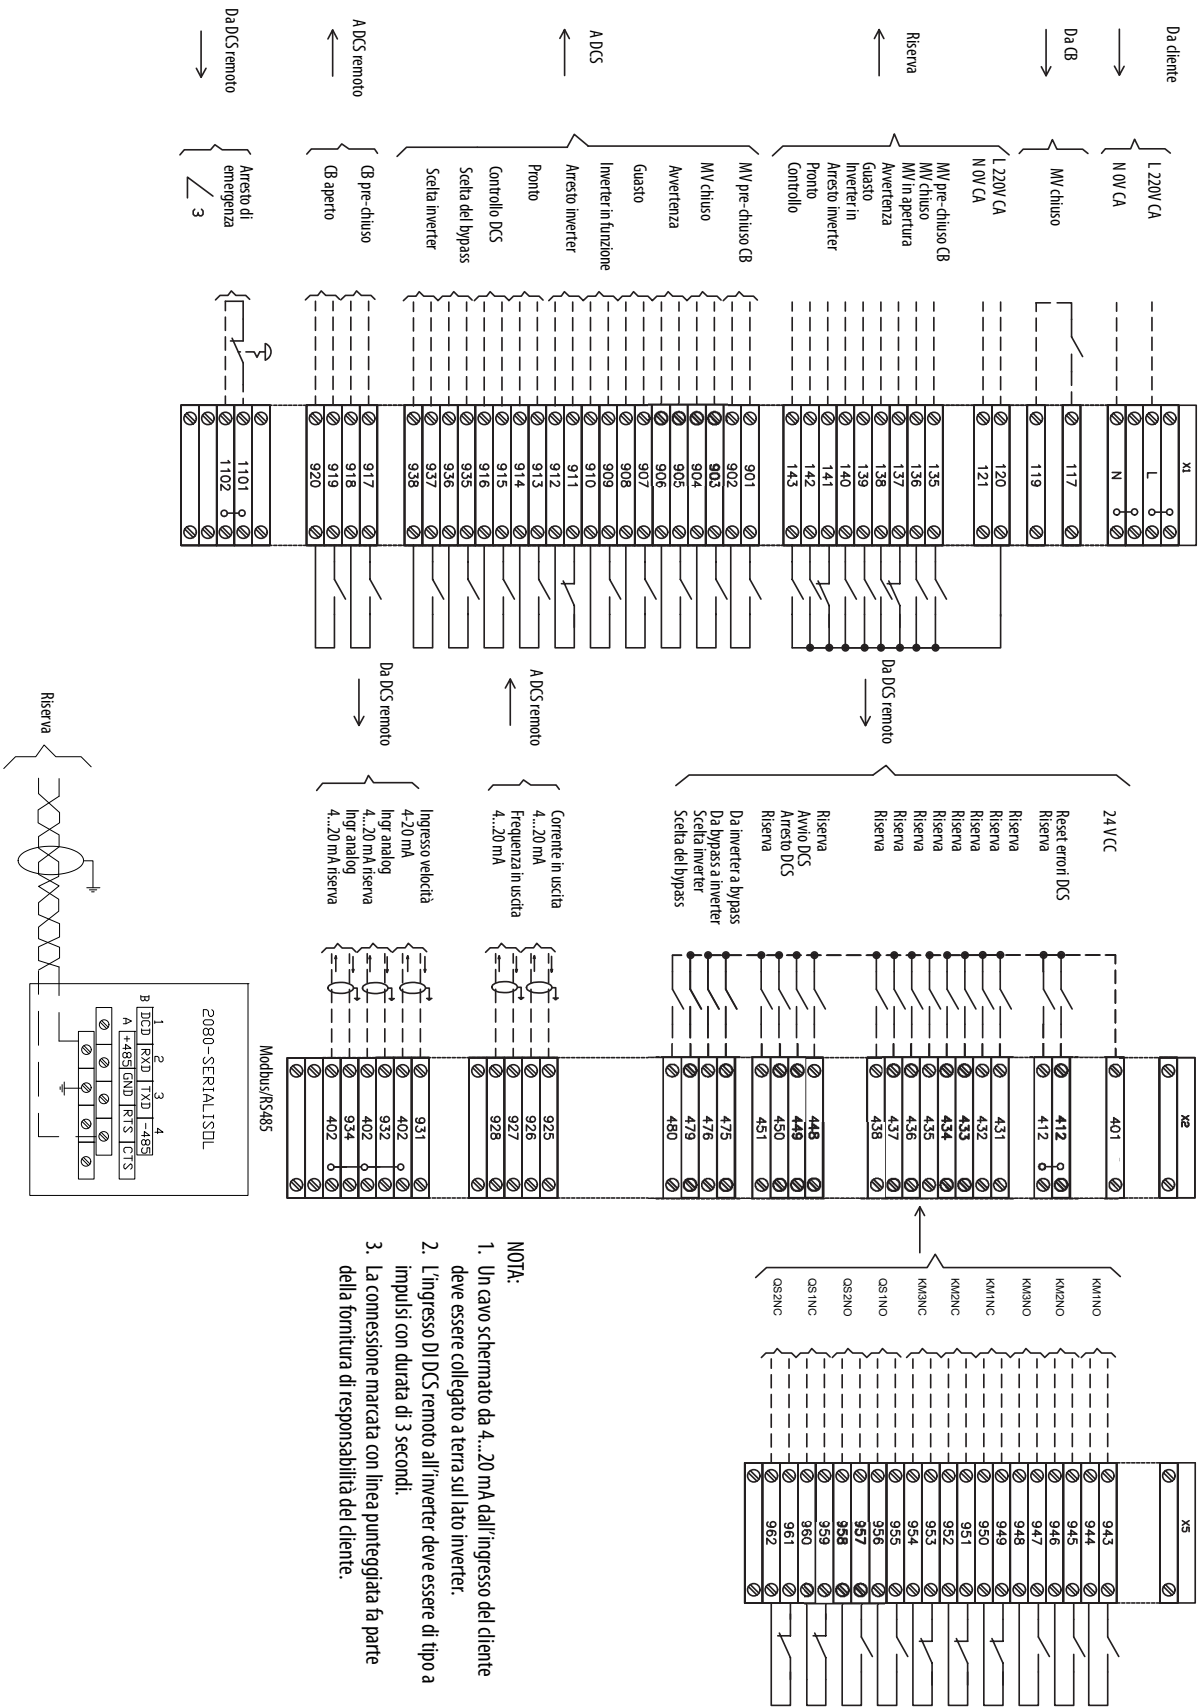 Da cliente
L 220V CA
N 0V CA
Da CB
MV chiuso
Riserva
L 220V CA
N 0V CA
MV pre-chiuso CB
MV chiuso
MV in apertura
Avvertenza
Guasto
Inverter in
Arresto inverter
Pronto
Controllo
A DCS
MV pre-chiuso CB
MV chiuso
Avvertenza
Guasto
Inverter in funzione
Arresto inverter
Pronto
Controllo DCS
Scelta del bypass
Scelta inverter
A DCS remoto
CB pre-chiuso
CB aperto
Da DCS remoto
Arresto di
emergenza
3
X1
L
N
117
119
120
121
135
136
137
138
139
140
141
142
143
901
902
903
904
905
906
907
908
909
910
911
912
913
914
915
916
935
936
937
938
917
918
919
920
1101
1102
Da DCS remoto
24 V CC
Reset errori DCS
Riserva
Riserva
Riserva
Riserva
Riserva
Riserva
Riserva
Riserva
Riserva
Riserva
Avvio DCS
Arresto DCS
Riserva
Da inverter a bypass
Da bypass a inverter
Scelta inverter
Scelta del bypass
A DCS remoto
Corrente in uscita
4...20 mA
Frequenza in uscita
4...20 mA
Da DCS remoto
Ingresso velocità
4-20 mA
Ingr analog
4...20 mA riserva
Ingr analog
4...20 mA riserva
X2
401
412
412
431
432
433
434
435
436
437
438
448
449
450
451
475
476
479
480
925
926
927
928
931
402
932
402
934
402
Riserva
Modbus/RS485
2080-SERIALISOL
1 2 3 4
B DCD RXD TXD -485
A +485 GND RTS CTS
KM1NO
KM2NO
KM3NO
KM1NC
KM2NC
KM3NC
QS1NO
QS2NO
QS1NC
QS2NC
X5
943
944
945
946
947
948
949
950
951
952
953
954
955
956
957
958
959
960
961
962
NOTA:
1. Un cavo schermato da 4...20 mA dall'ingresso del cliente
deve essere collegato a terra sul lato inverter.
2. L'ingresso DI DCS remoto all'inverter deve essere di tipo a
impulsi con durata di 3 secondi.
3. La connessione marcata con linea punteggiata fa parte
della fornitura di responsabilità del cliente.